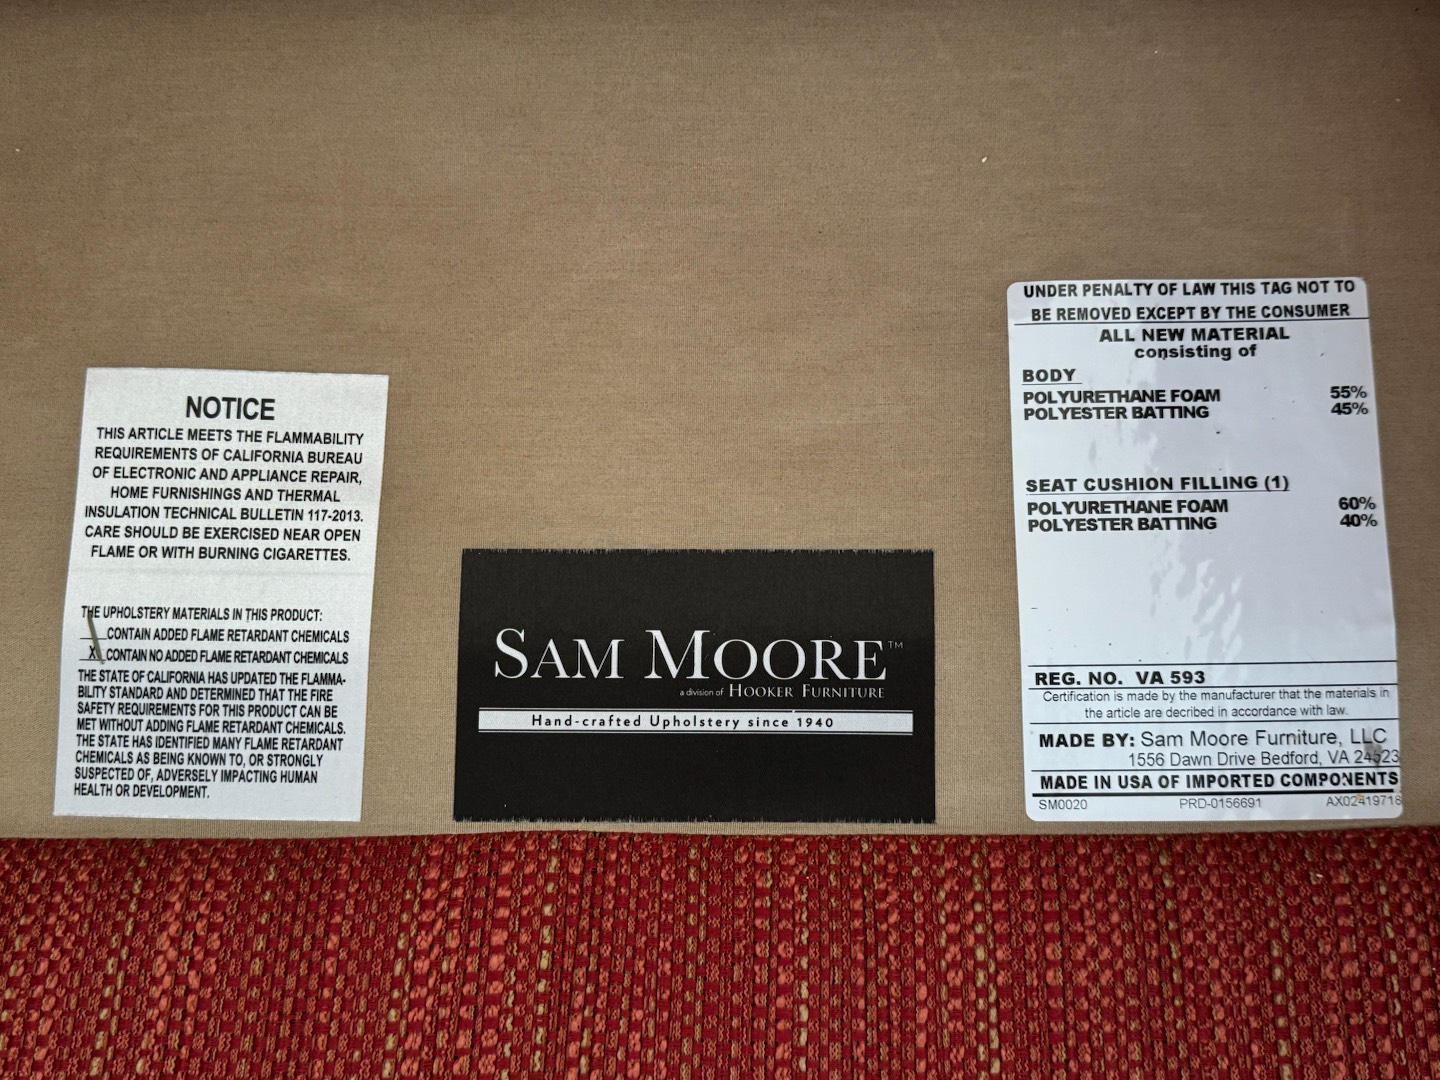 NOTICE
THIS ARTICLE MEETS THE FLAMMABILITY
REQUIREMENTS OF CALIFORNIA BUREAU
OF ELECTRONIC AND APPLIANCE REPAIR,
HOME FURNISHINGS AND THERMAL
INSULATION TECHNICAL BULLETIN 117-2013.
CARE SHOULD BE EXERCISED NEAR OPEN
FLAME OR WITH BURNING CIGARETTES.
THE UPHOLSTERY MATERIALS IN THIS PRODUCT:
____CONTAIN ADDED FLAME RETARDANT CHEMICALS
_X_CONTAIN NO ADDED FLAME RETARDANT CHEMICALS
THE STATE OF CALIFORNIA HAS UPDATED THE FLAMMA-
BILITY STANDARD AND DETERMINED THAT THE FIRE
SAFETY REQUIREMENTS FOR THIS PRODUCT CAN BE
MET WITHOUT ADDING FLAME RETARDANT CHEMICALS.
THE STATE HAS IDENTIFIED MANY FLAME RETARDANT
CHEMICALS AS BEING KNOWN TO, OR STRONGLY
SUSPECTED OF, ADVERSELY IMPACTING HUMAN
HEALTH OR DEVELOPMENT.
SAM MOORE™
a division of HOOKER FURNITURE
Hand-crafted Upholstery since 1940
UNDER PENALTY OF LAW THIS TAG NOT TO
BE REMOVED EXCEPT BY THE CONSUMER
ALL NEW MATERIAL
consisting of
BODY
POLYURETHANE FOAM 55%
POLYESTER BATTING 45%
SEAT CUSHION FILLING (1)
POLYURETHANE FOAM 60%
POLYESTER BATTING 40%
REG. NO. VA 593
Certification is made by the manufacturer that the materials in
the article are decribed in accordance with law.
MADE BY: Sam Moore Furniture, LLC
1556 Dawn Drive Bedford, VA 24523
MADE IN USA OF IMPORTED COMPONENTS
SM0020 PRD-0156691 AX02419716